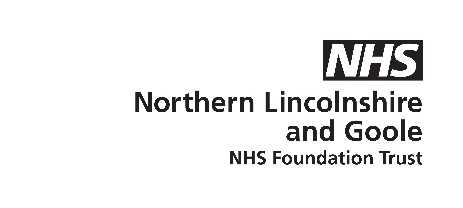 NHS
Northern Lincolnshire
and Goole
NHS Foundation Trust